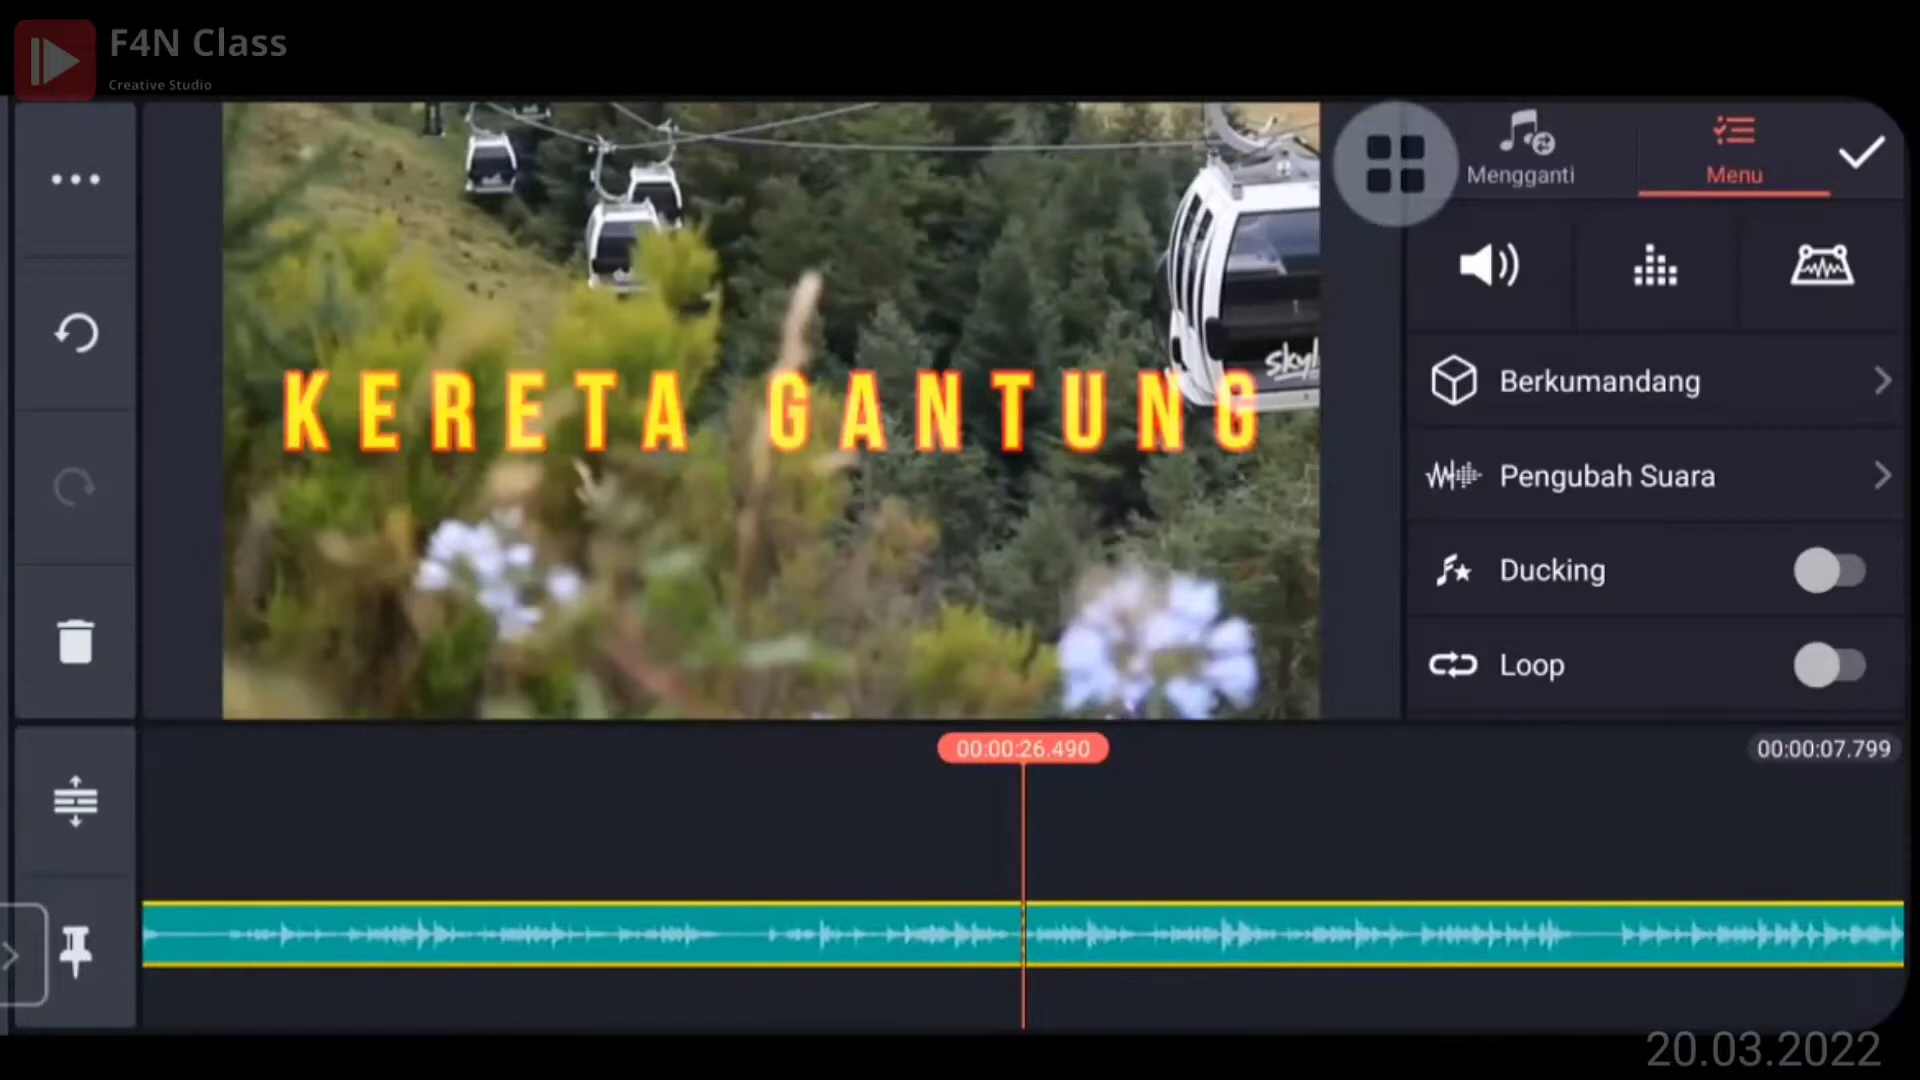 F4N Class
Creative Studio
Mengganti
Menu
Berkumandang
Pengubah Suara
Ducking
Loop
KERETA GANTUNG
Skyl
00:00:26.490
00:00:07.799
20.03.2022